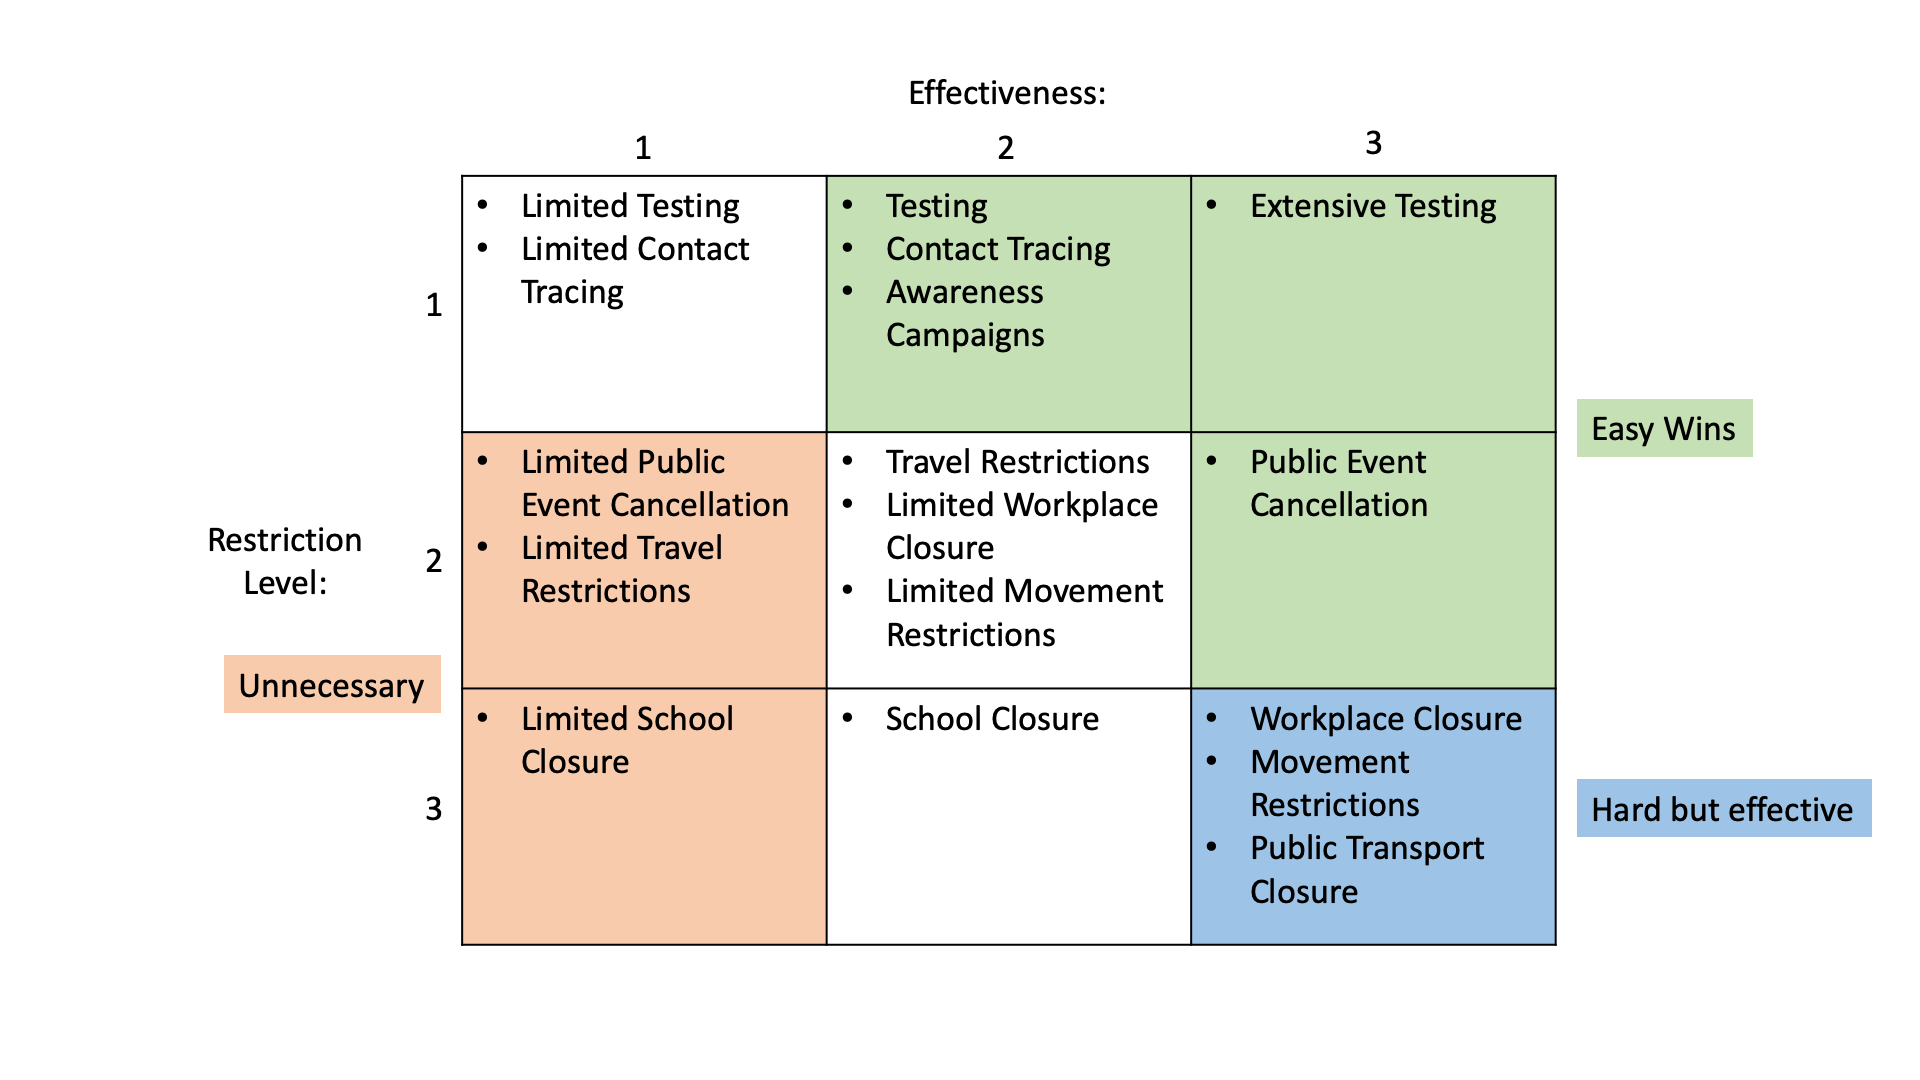 Effectiveness:
1
2
3
1
• Limited Testing
• Limited Contact
Tracing
• Testing
• Contact Tracing
• Awareness
Campaigns
• Extensive Testing
Easy Wins
Restriction
Level:
2
• Limited Public
Event Cancellation
• Limited Travel
Restrictions
• Travel Restrictions
• Limited Workplace
Closure
• Limited Movement
Restrictions
• Public Event
Cancellation
Unnecessary
3
• Limited School
Closure
• School Closure
• Workplace Closure
• Movement
Restrictions
• Public Transport
Closure
Hard but effective